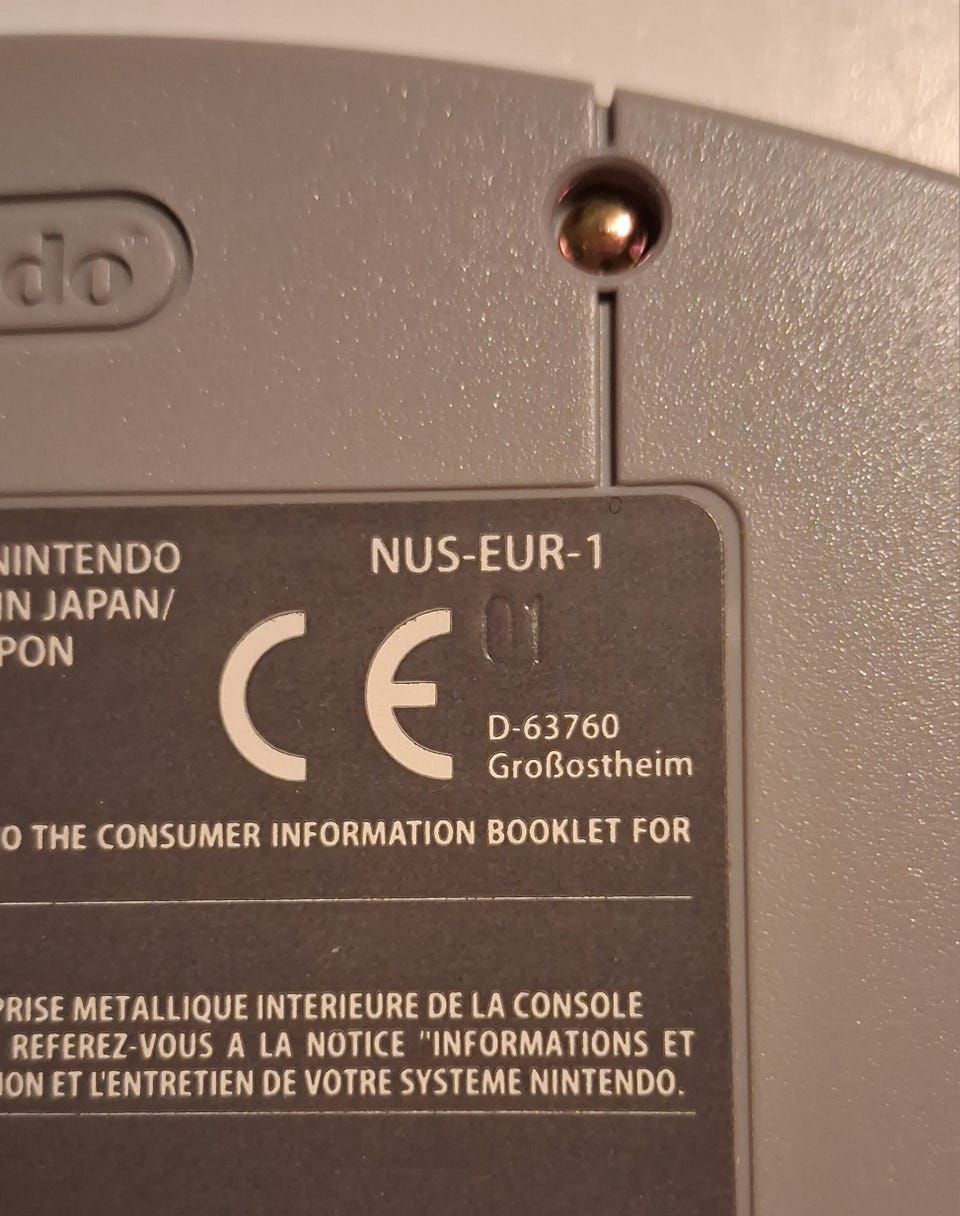 do™
NINTENDO
IN JAPAN/
PON
NUS-EUR-1
CE
01
D-63760
Großostheim
O THE CONSUMER INFORMATION BOOKLET FOR
PRISE METALLIQUE INTERIEURE DE LA CONSOLE
REFEREZ-VOUS A LA NOTICE "INFORMATIONS ET
ION ET L'ENTRETIEN DE VOTRE SYSTEME NINTENDO.